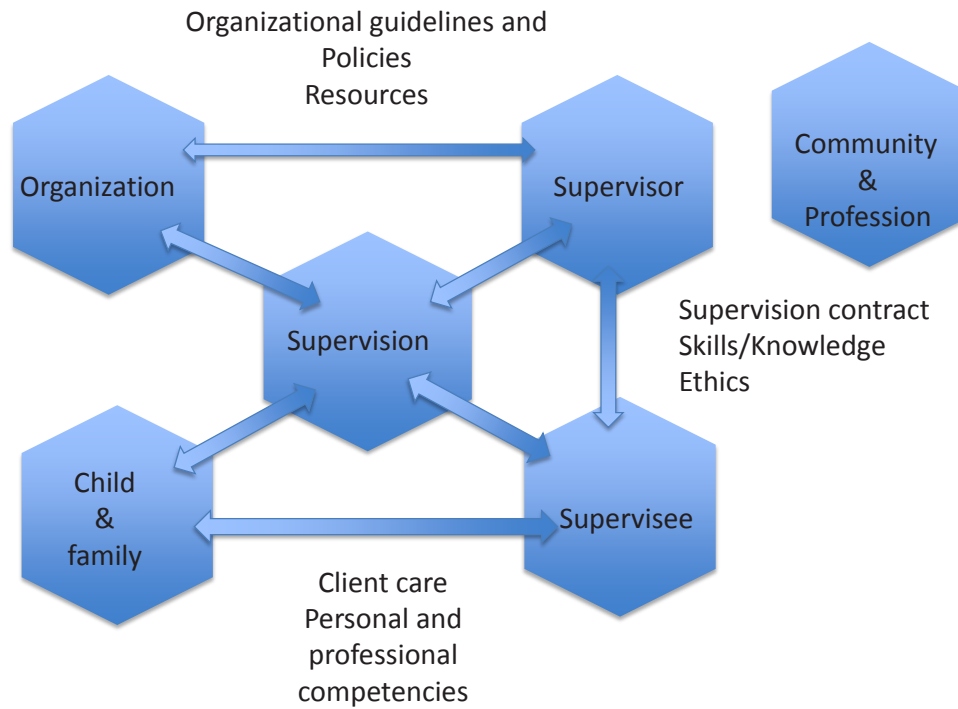 Organizational guidelines and
Policies
Resources
Organization
Supervisor
Community
&
Profession
Supervision
Supervision contract
Skills/Knowledge
Ethics
Child
&
family
Supervisee
Client care
Personal and
professional
competencies